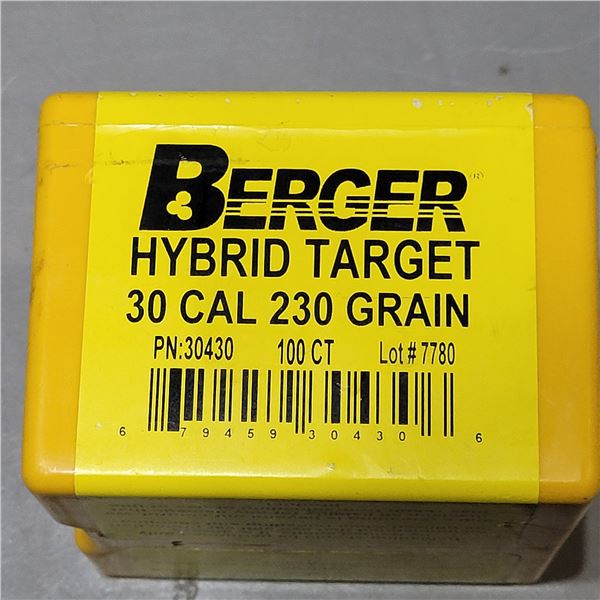 BERGER®
HYBRID TARGET
30 CAL 230 GRAIN
PN:30430 100 CT Lot # 7780
6 79459 30430 6